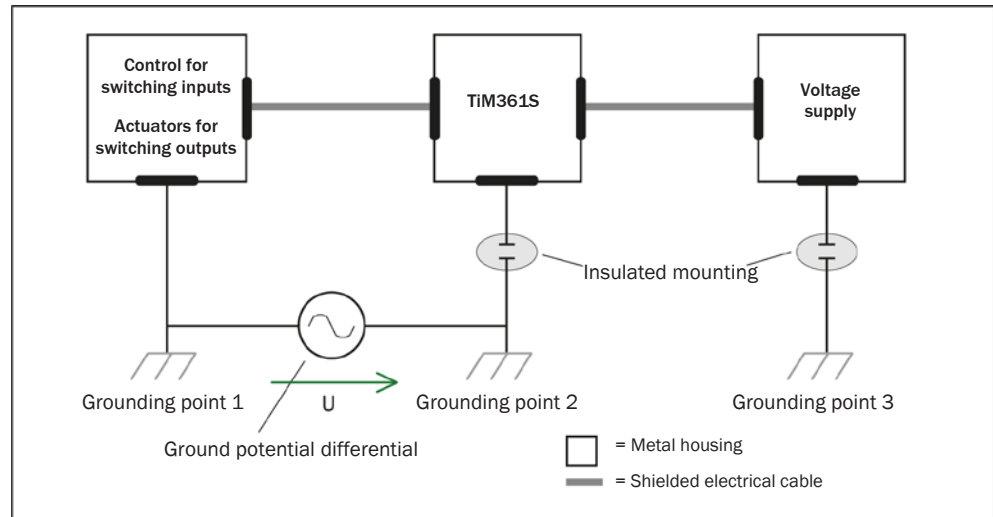 Control for
switching inputs
Actuators for
switching outputs
TiM361S
Voltage
supply
Insulated mounting
U
Grounding point 1
Grounding point 2
Grounding point 3
Ground potential differential
= Metal housing
= Shielded electrical cable